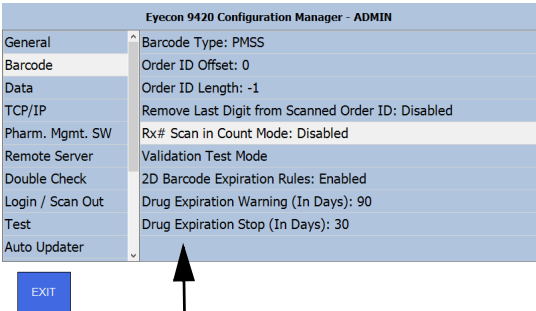 Eyecon 9420 Configuration Manager - ADMIN
General
Barcode
Data
TCP/IP
Pharm. Mgmt. SW
Remote Server
Double Check
Login / Scan Out
Test
Auto Updater
Barcode Type: PMSS
Order ID Offset: 0
Order ID Length: -1
Remove Last Digit from Scanned Order ID: Disabled
Rx# Scan in Count Mode: Disabled
Validation Test Mode
2D Barcode Expiration Rules: Enabled
Drug Expiration Warning (In Days): 90
Drug Expiration Stop (In Days): 30
EXIT